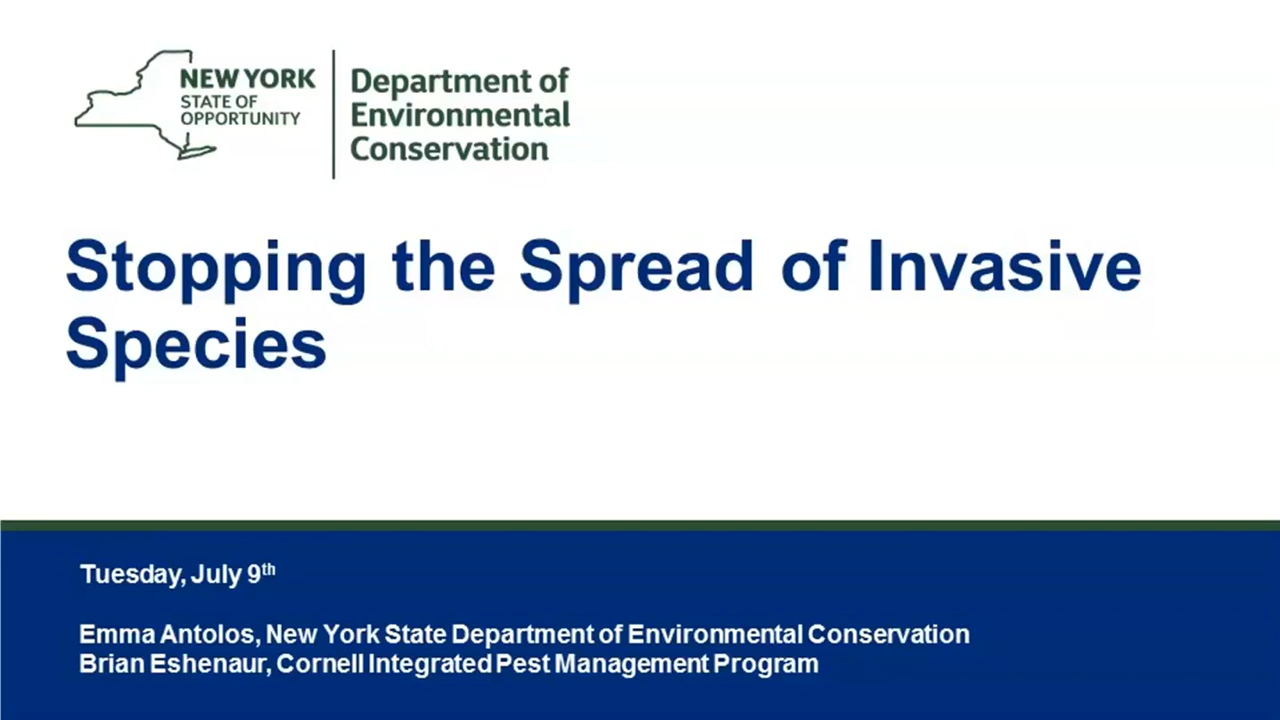 NEW YORK
STATE OF
OPPORTUNITY
Department of
Environmental
Conservation
Stopping the Spread of Invasive
Species
Tuesday, July 9th
Emma Antolos, New York State Department of Environmental Conservation
Brian Eshenaur, Cornell Integrated Pest Management Program